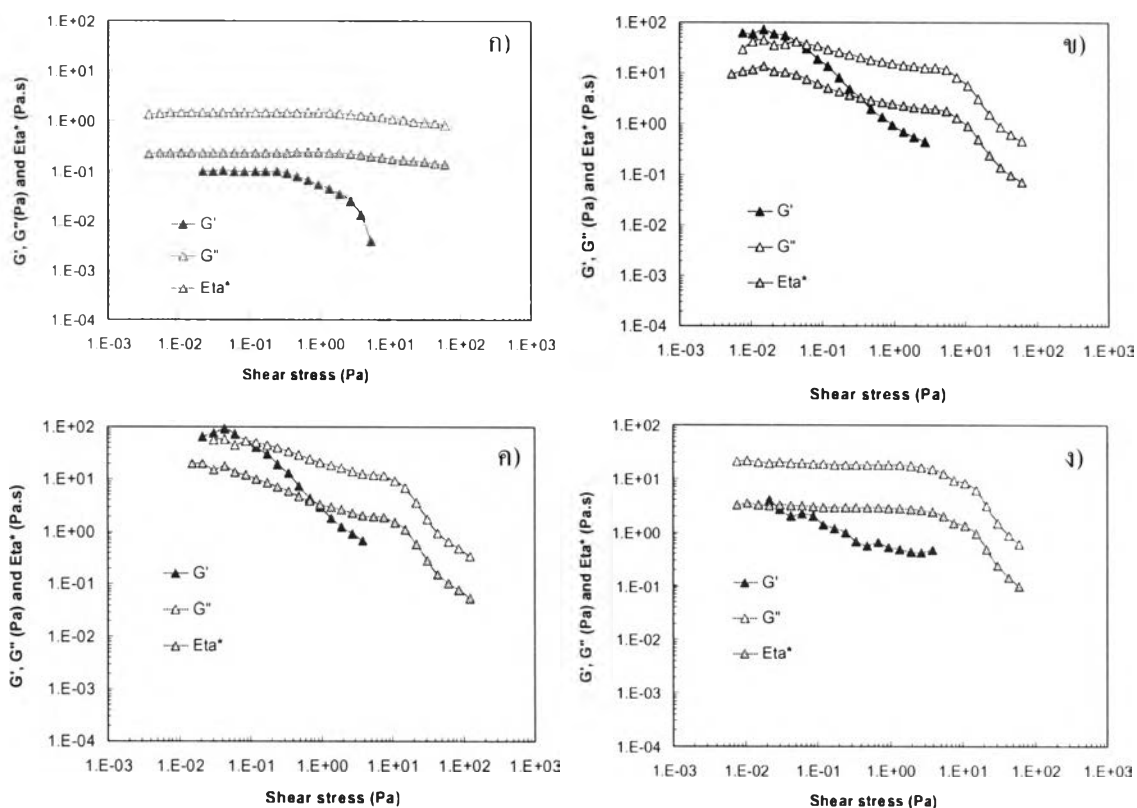 ก)
G', G"(Pa) and Eta* (Pa.s)
1.E+02
1.E+01
1.E+00
1.E-01
1.E-02
1.E-03
1.E-04
G'
G"
Eta*
1.E-03 1.E-02 1.E-01 1.E+00 1.E+01 1.E+02 1.E+03
Shear stress (Pa)
ข)
G', G" (Pa) and Eta* (Pa.s)
1.E+02
1.E+01
1.E+00
1.E-01
1.E-02
1.E-03
1.E-04
G'
G"
Eta*
1.E-03 1.E-02 1.E-01 1.E+00 1.E+01 1.E+02 1.E+03
Shear stress (Pa)
ค)
G', G" (Pa) and Eta* (Pa.s)
1.E+02
1.E+01
1.E+00
1.E-01
1.E-02
1.E-03
1.E-04
G'
G"
Eta*
1.E-03 1.E-02 1.E-01 1.E+00 1.E+01 1.E+02 1.E+03
Shear stress (Pa)
ง)
G', G" (Pa) and Eta* (Pa.s)
1.E+02
1.E+01
1.E+00
1.E-01
1.E-02
1.E-03
1.E-04
G'
G"
Eta*
1.E-03 1.E-02 1.E-01 1.E+00 1.E+01 1.E+02 1.E+03
Shear stress (Pa)